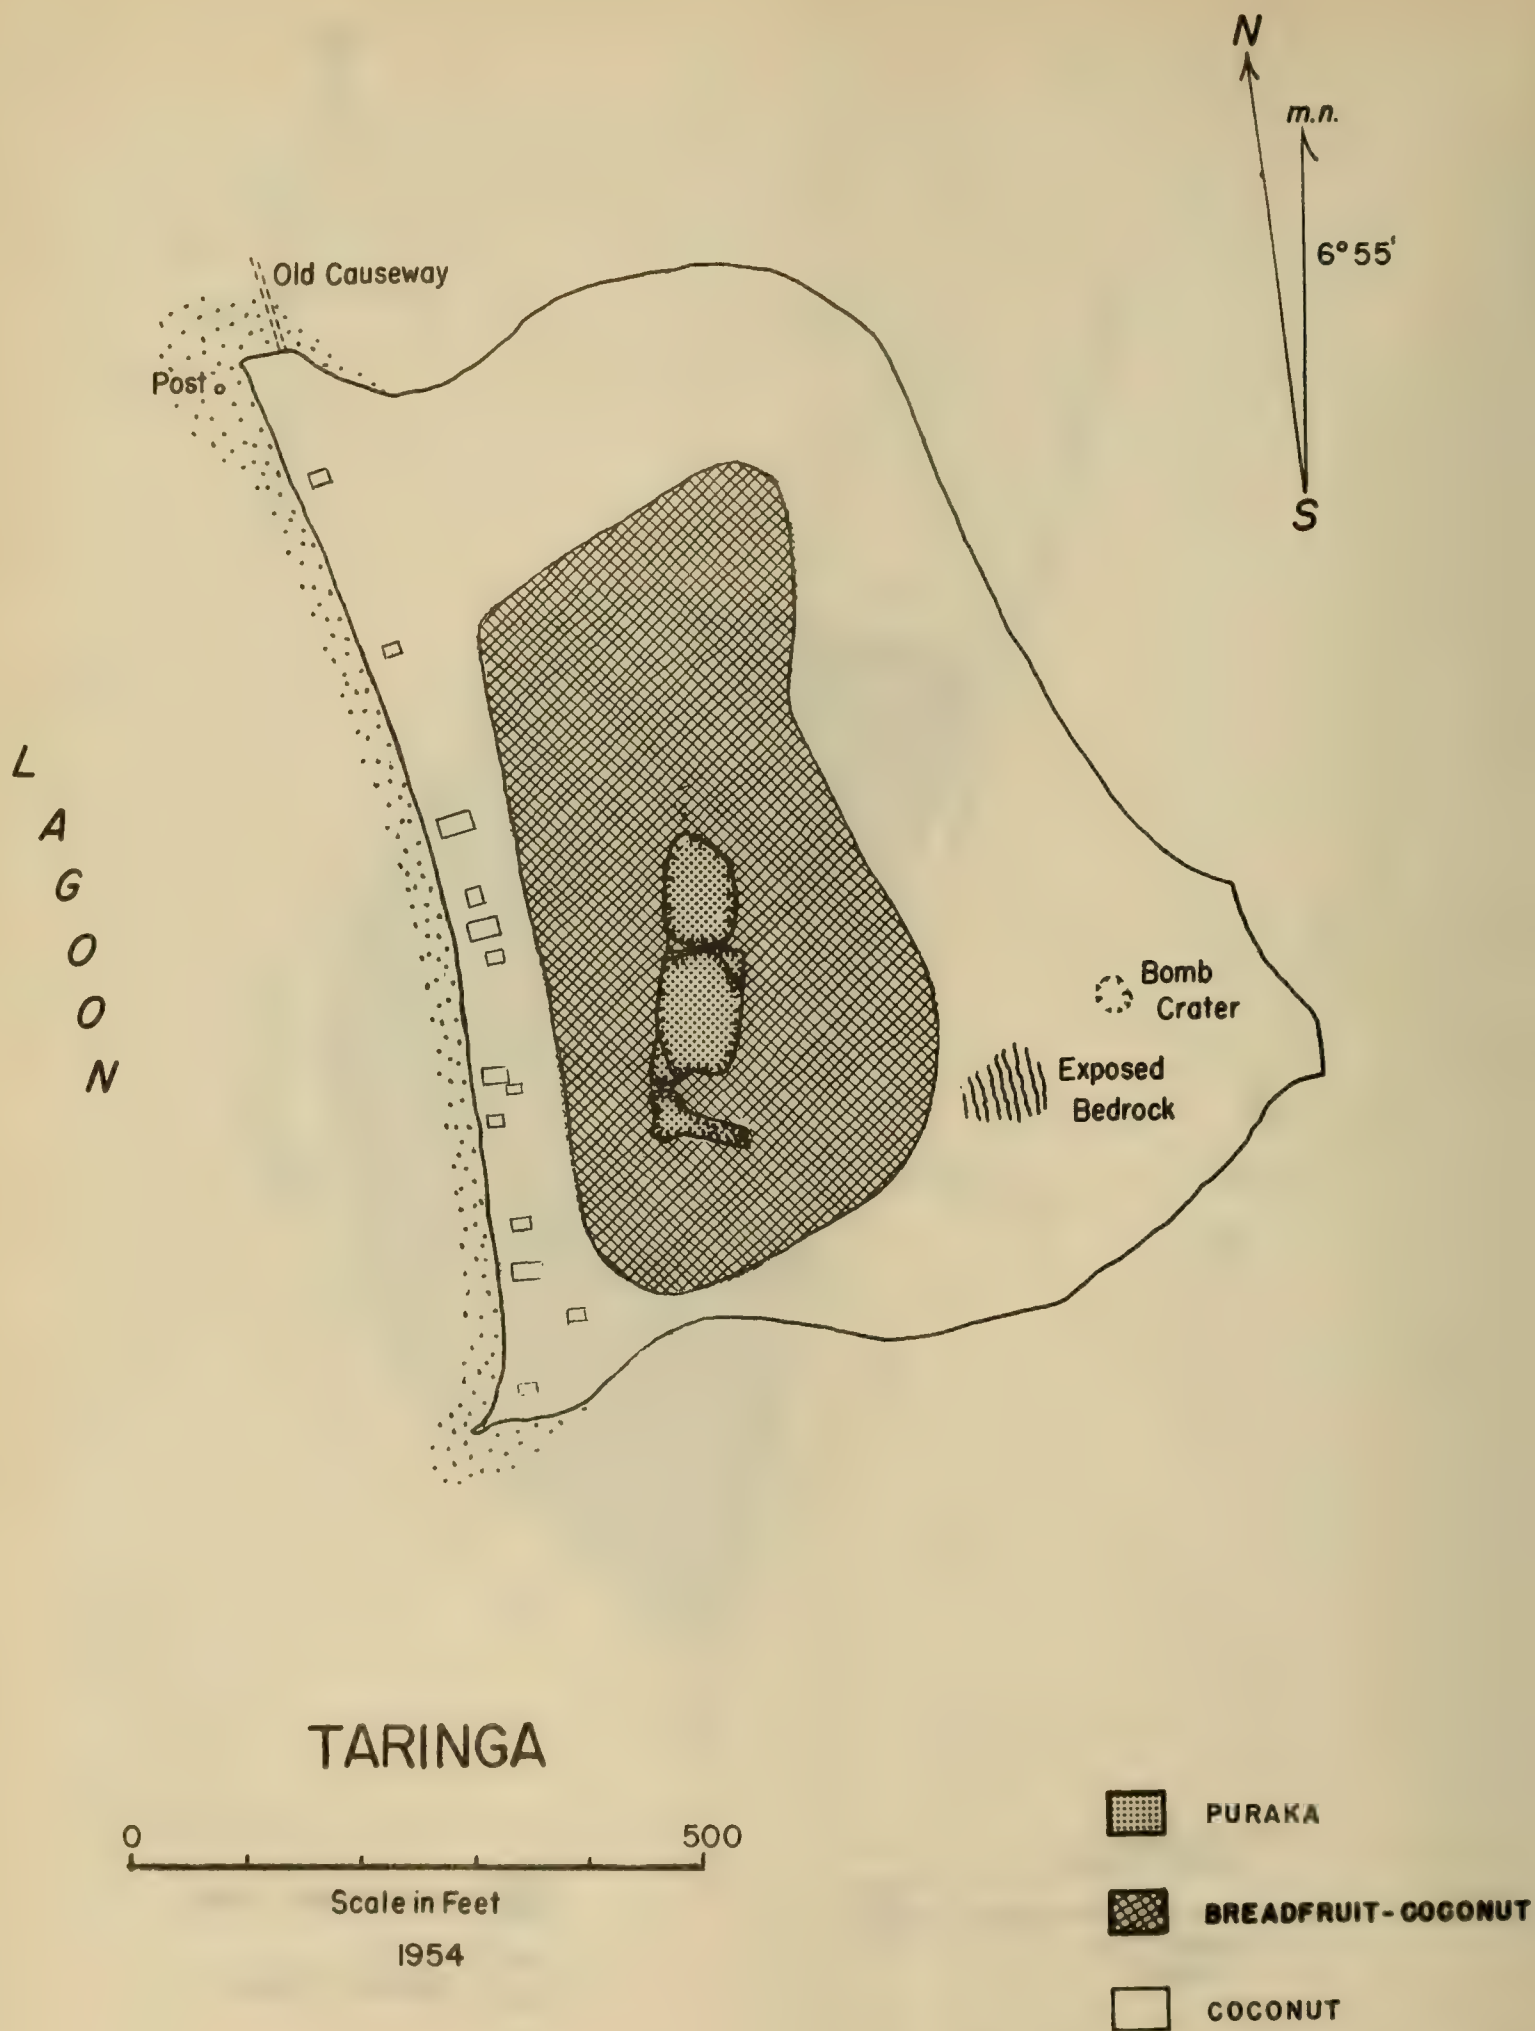 N
m.n.
6°55'
S
Old Causeway
Post
LAGOON
Bomb
Crater
Exposed
Bedrock
TARINGA
0 500
Scale in Feet
1954
PURAKA
BREADFRUIT-COCONUT
COCONUT